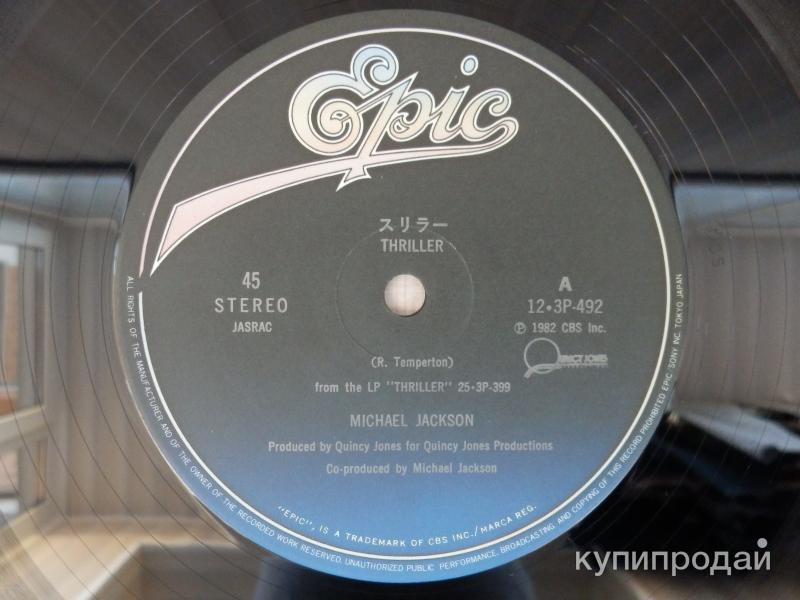 Epic
スリラー
THRILLER
45
STEREO
JASRAC
A
12・3P-492
Ⓟ 1982 CBS Inc.
(R. Temperton)
QUINCY JONES
from the LP "THRILLER" 25・3P-399
MICHAEL JACKSON
Produced by Quincy Jones for Quincy Jones Productions
Co-produced by Michael Jackson
"EPIC", IS A TRADEMARK OF CBS INC./MARCA REG.
ALL RIGHTS OF THE MANUFACTURER AND OF THE OWNER OF THE RECORDED WORK RESERVED. UNAUTHORIZED PUBLIC PERFORMANCE, BROADCASTING, AND COPYING OF THIS RECORD PROHIBITED EPIC/SONY INC. TOKYO JAPAN
купипродай